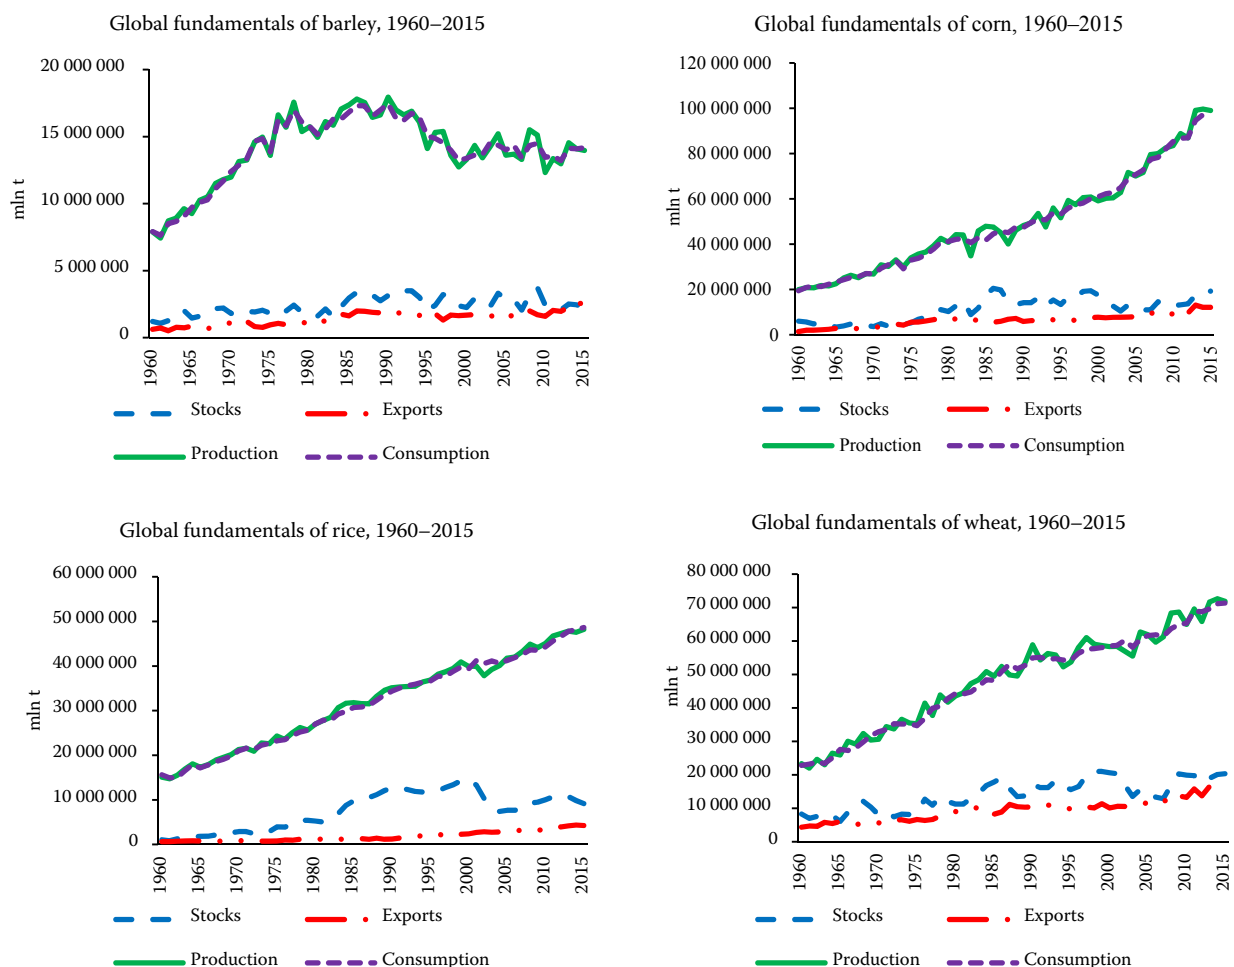 Global fundamentals of barley, 1960–2015
20 000 000
15 000 000
10 000 000
5 000 000
0
mln t
1960
1965
1970
1975
1980
1985
1990
1995
2000
2005
2010
2015
Stocks
Exports
Production
Consumption
Global fundamentals of corn, 1960–2015
120 000 000
100 000 000
80 000 000
60 000 000
40 000 000
20 000 000
0
mln t
1960
1965
1970
1975
1980
1985
1990
1995
2000
2005
2010
2015
Stocks
Exports
Production
Consumption
Global fundamentals of rice, 1960–2015
60 000 000
50 000 000
40 000 000
30 000 000
20 000 000
10 000 000
0
mln t
1960
1965
1970
1975
1980
1985
1990
1995
2000
2005
2010
2015
Stocks
Exports
Production
Consumption
Global fundamentals of wheat, 1960–2015
80 000 000
70 000 000
60 000 000
50 000 000
40 000 000
30 000 000
20 000 000
10 000 000
0
mln t
1960
1965
1970
1975
1980
1985
1990
1995
2000
2005
2010
2015
Stocks
Exports
Production
Consumption